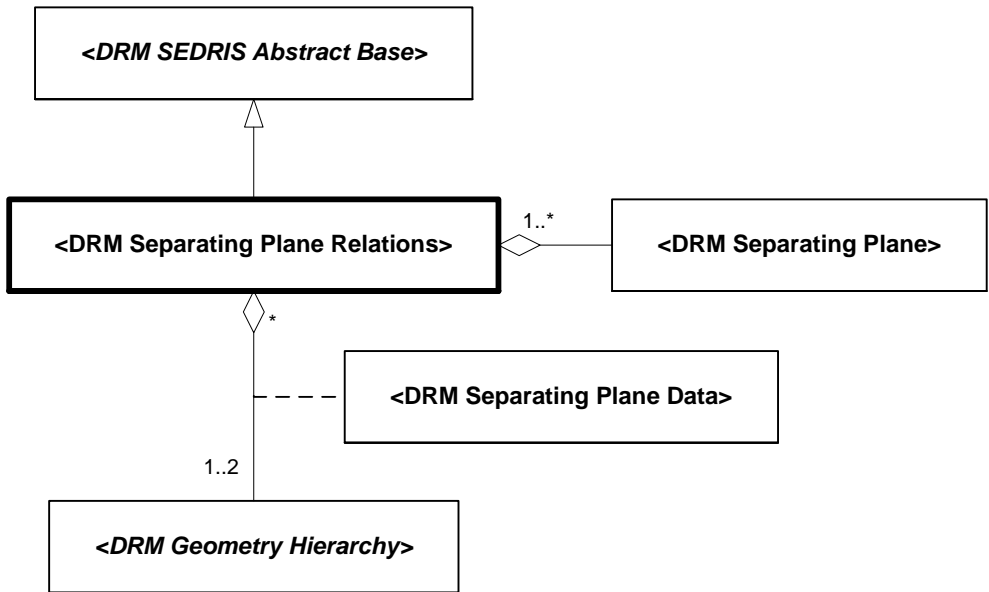 <DRM SEDRIS Abstract Base>
<DRM Separating Plane Relations>
1..*
<DRM Separating Plane>
*
<DRM Separating Plane Data>
1..2
<DRM Geometry Hierarchy>